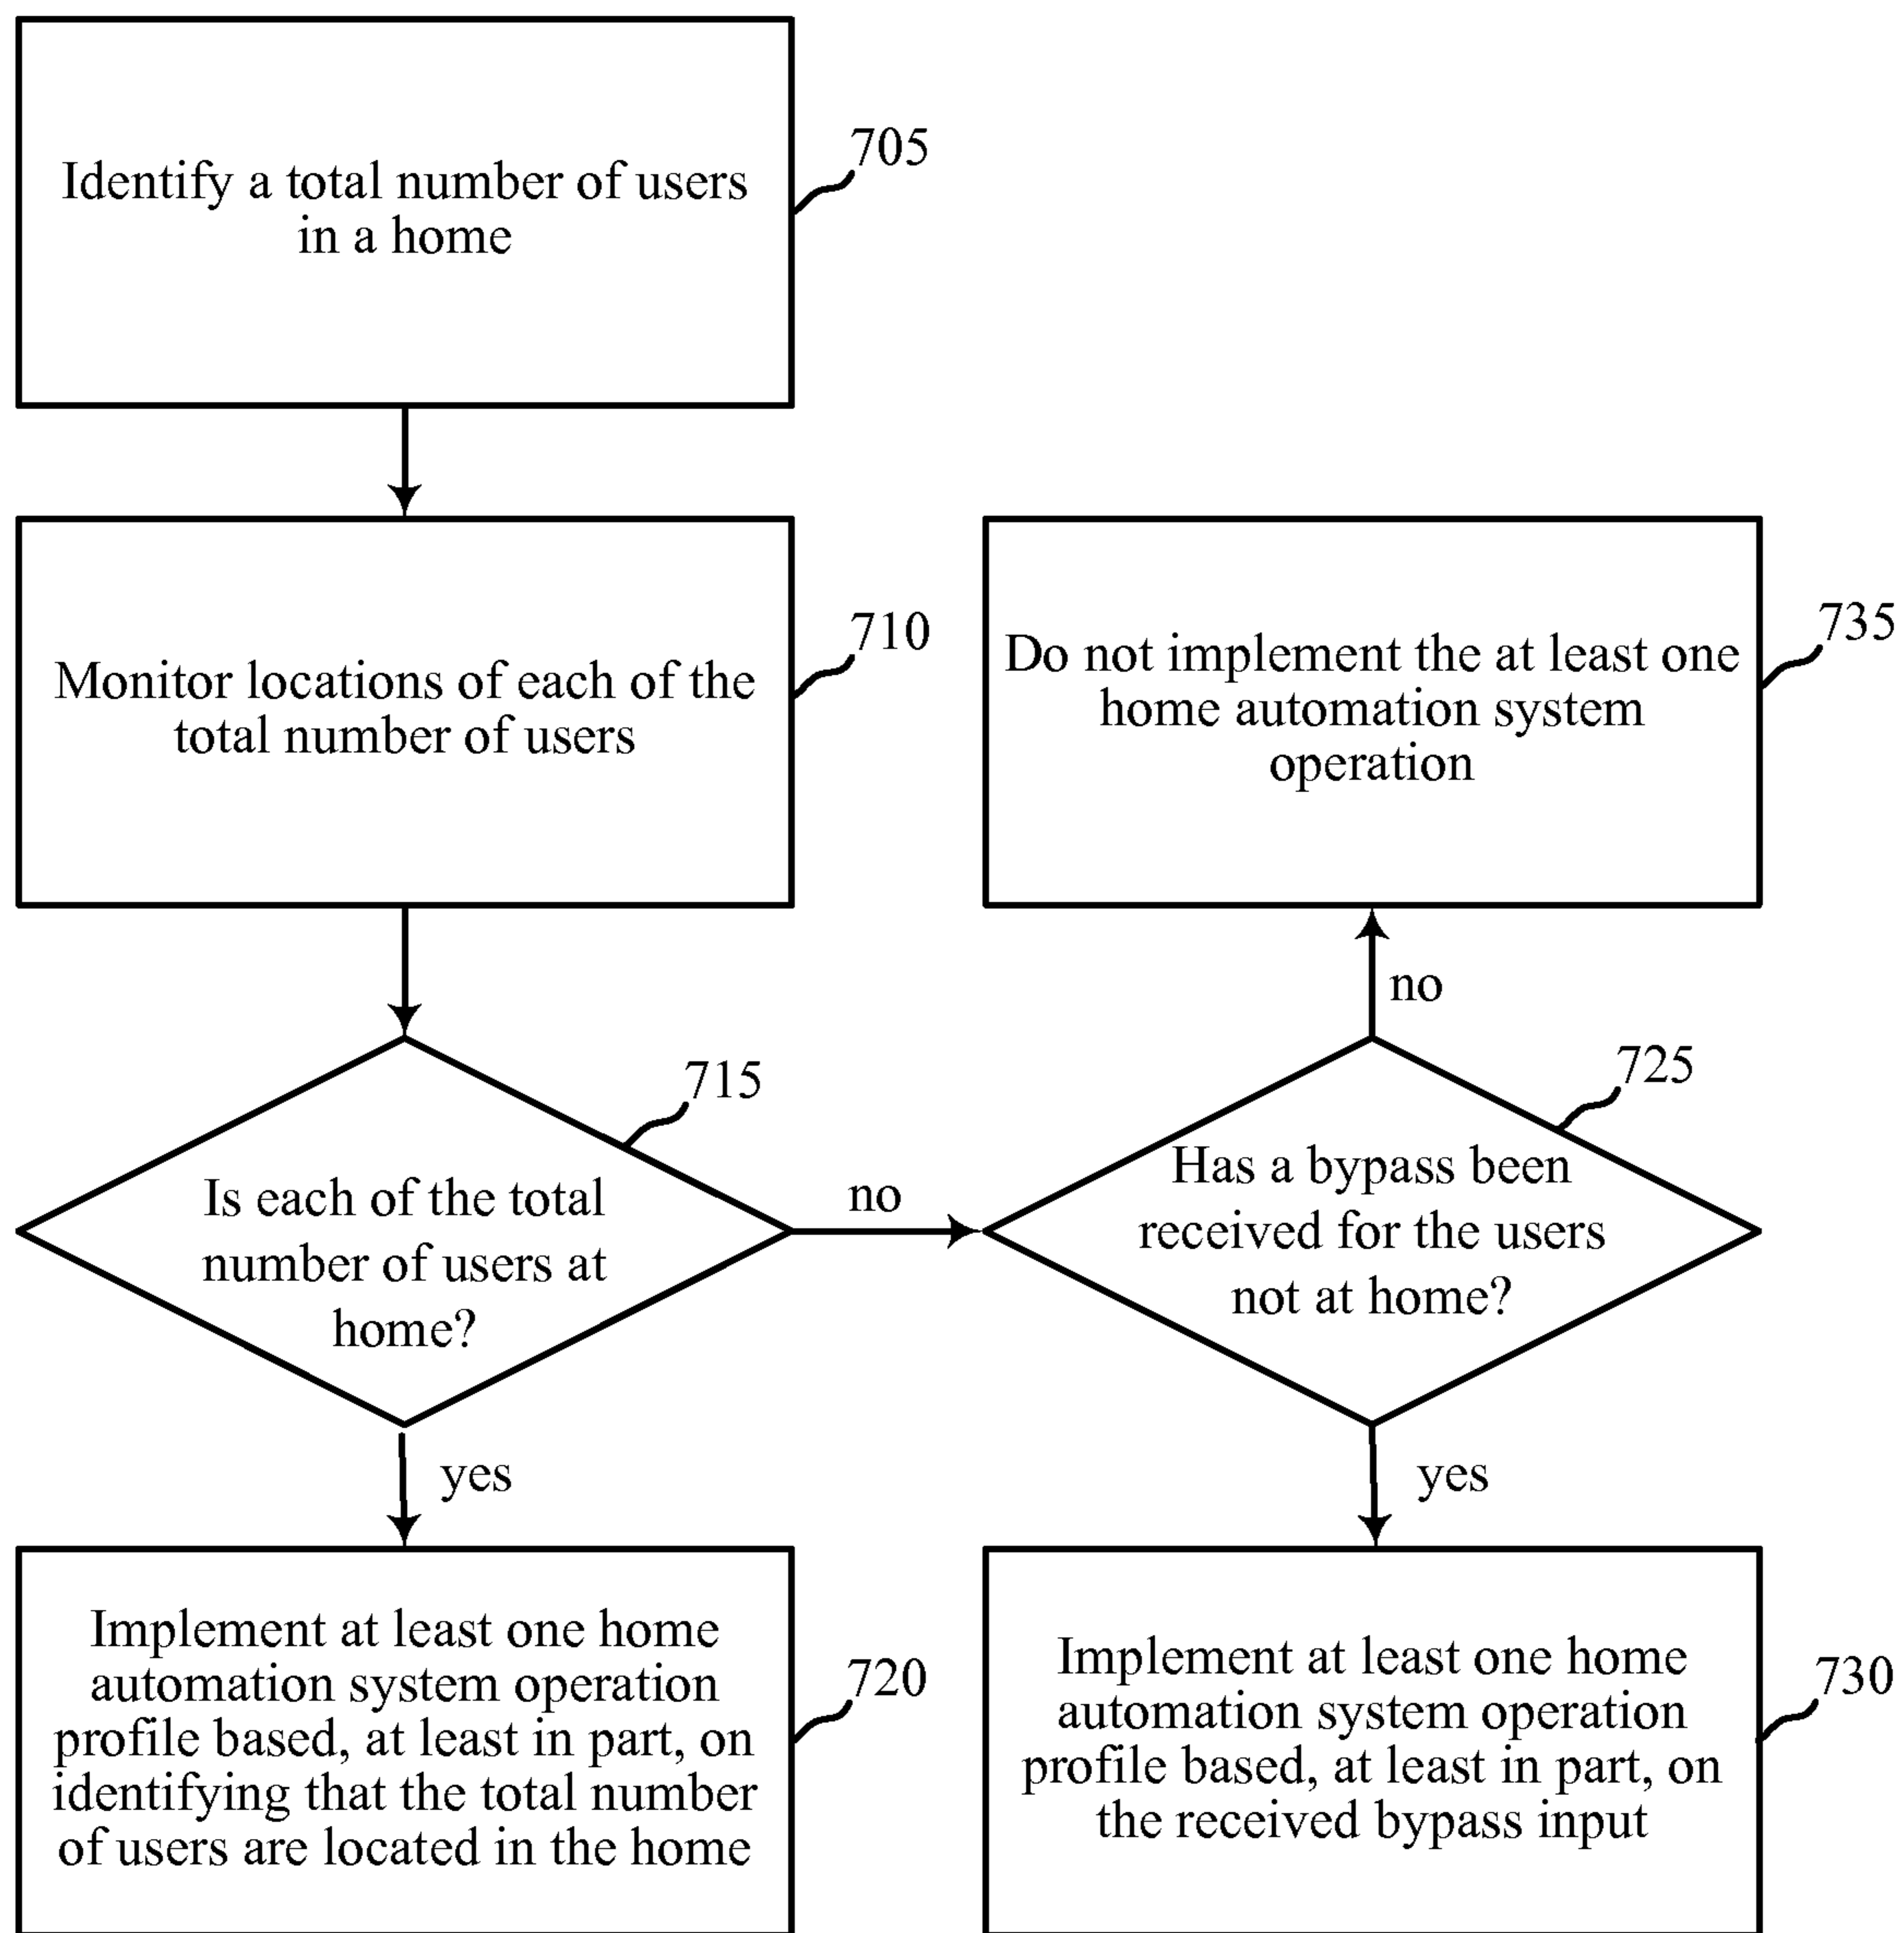 Identify a total number of users
in a home
705
Monitor locations of each of the
total number of users
710
Do not implement the at least one
home automation system
operation
735
no
715
Is each of the total
number of users at
home?
no
725
Has a bypass been
received for the users
not at home?
yes
yes
Implement at least one home
automation system operation
profile based, at least in part, on
identifying that the total number
of users are located in the home
720
Implement at least one home
automation system operation
profile based, at least in part, on
the received bypass input
730